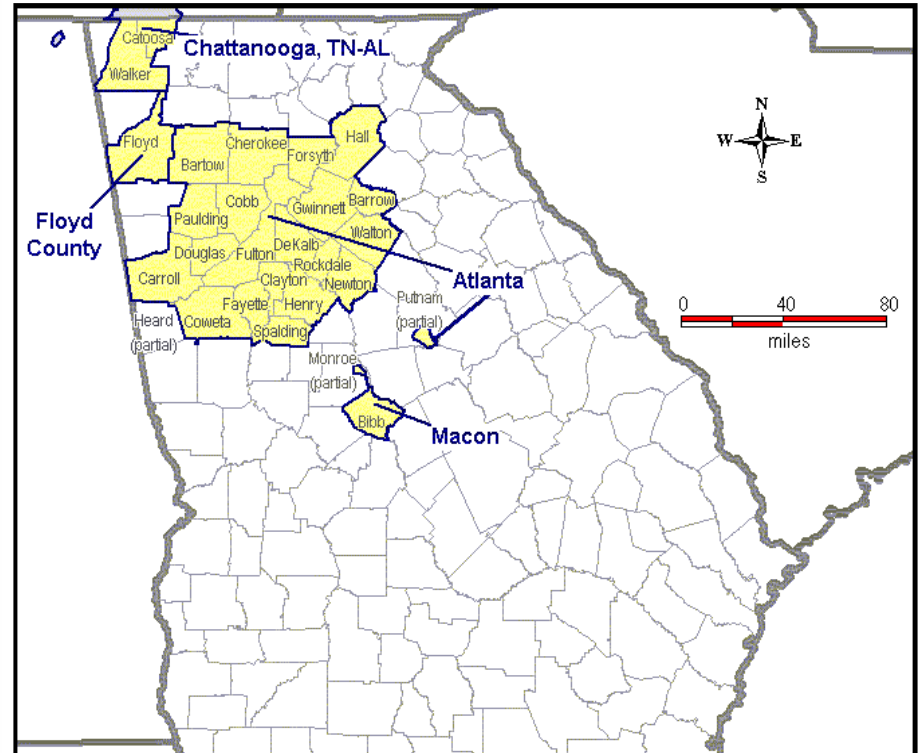 Catoosa
Chattanooga, TN-AL
Walker
N
W
E
S
Floyd
Cherokee
Hall
Forsyth
Bartow
Floyd
County
Cobb
Gwinnett
Barrow
Paulding
Walton
DeKalb
Douglas
Fulton
Rockdale
Carroll
Clayton
Newton
Atlanta
Fayette
Henry
Putnam
(partial)
0
40
80
miles
Heard
(partial)
Coweta
Spalding
Monroe
(partial)
Bibb
Macon